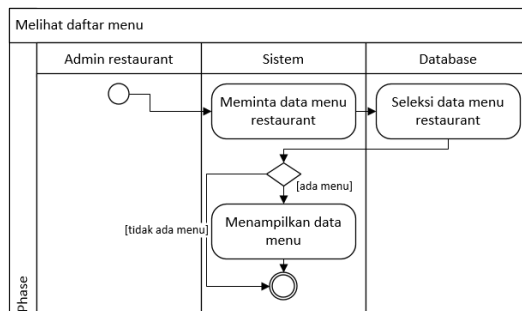 Melihat daftar menu
Admin restaurant
Sistem
Database
Meminta data menu
restaurant
Seleksi data menu
restaurant
[ada menu]
[tidak ada menu]
Menampilkan data
menu
Phase